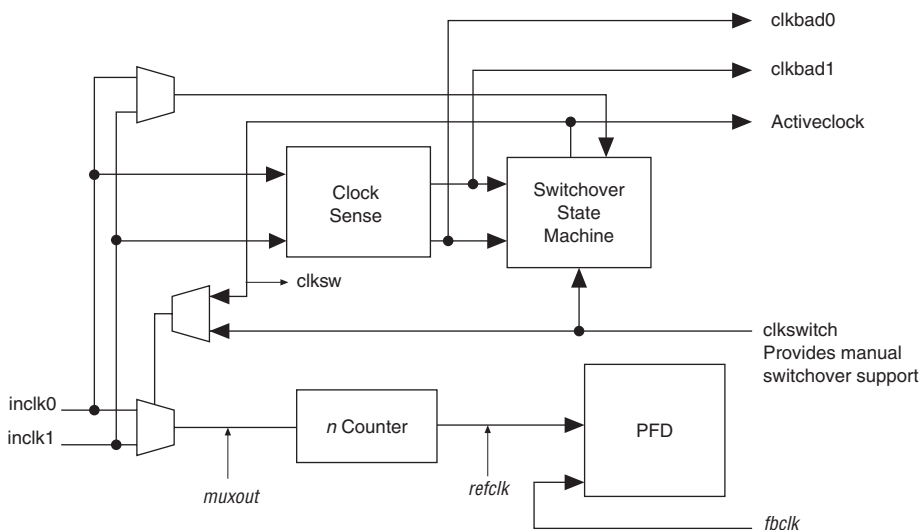 clkbad0
clkbad1
Activeclock
Clock
Sense
Switchover
State
Machine
clksw
clkswitch
Provides manual
switchover support
inclk0
inclk1
n Counter
PFD
muxout
refclk
fbclk